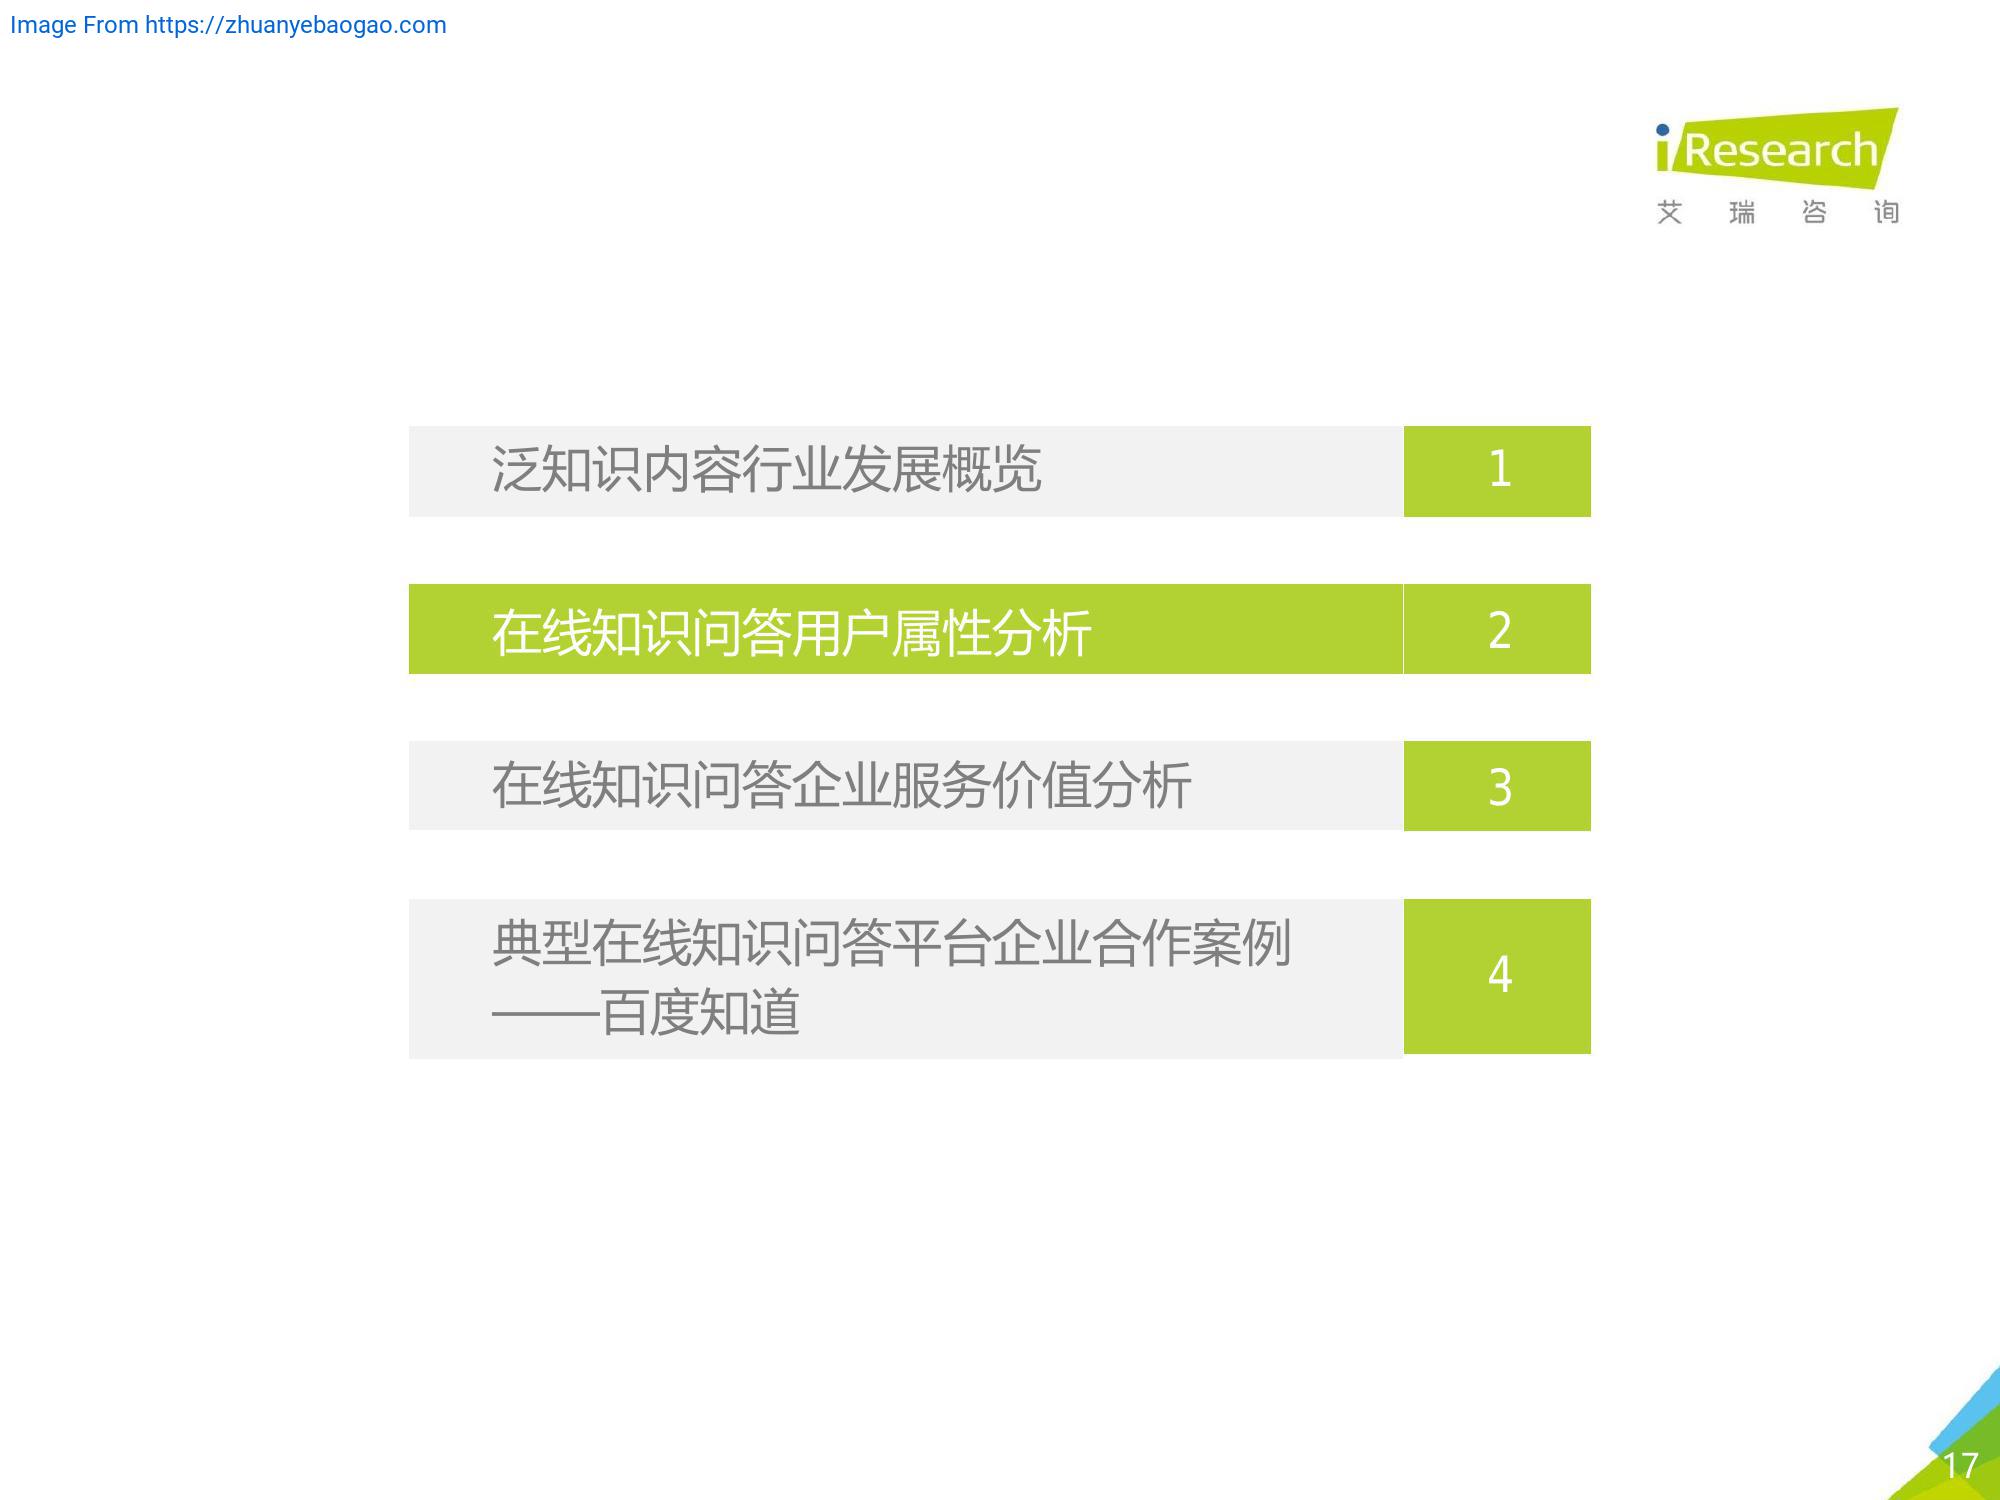 Image From https://zhuanyebaogao.com
iResearch
艾瑞咨询
泛知识内容行业发展概览 1
在线知识问答用户属性分析 2
在线知识问答企业服务价值分析 3
典型在线知识问答平台企业合作案例 4
——百度知道
17